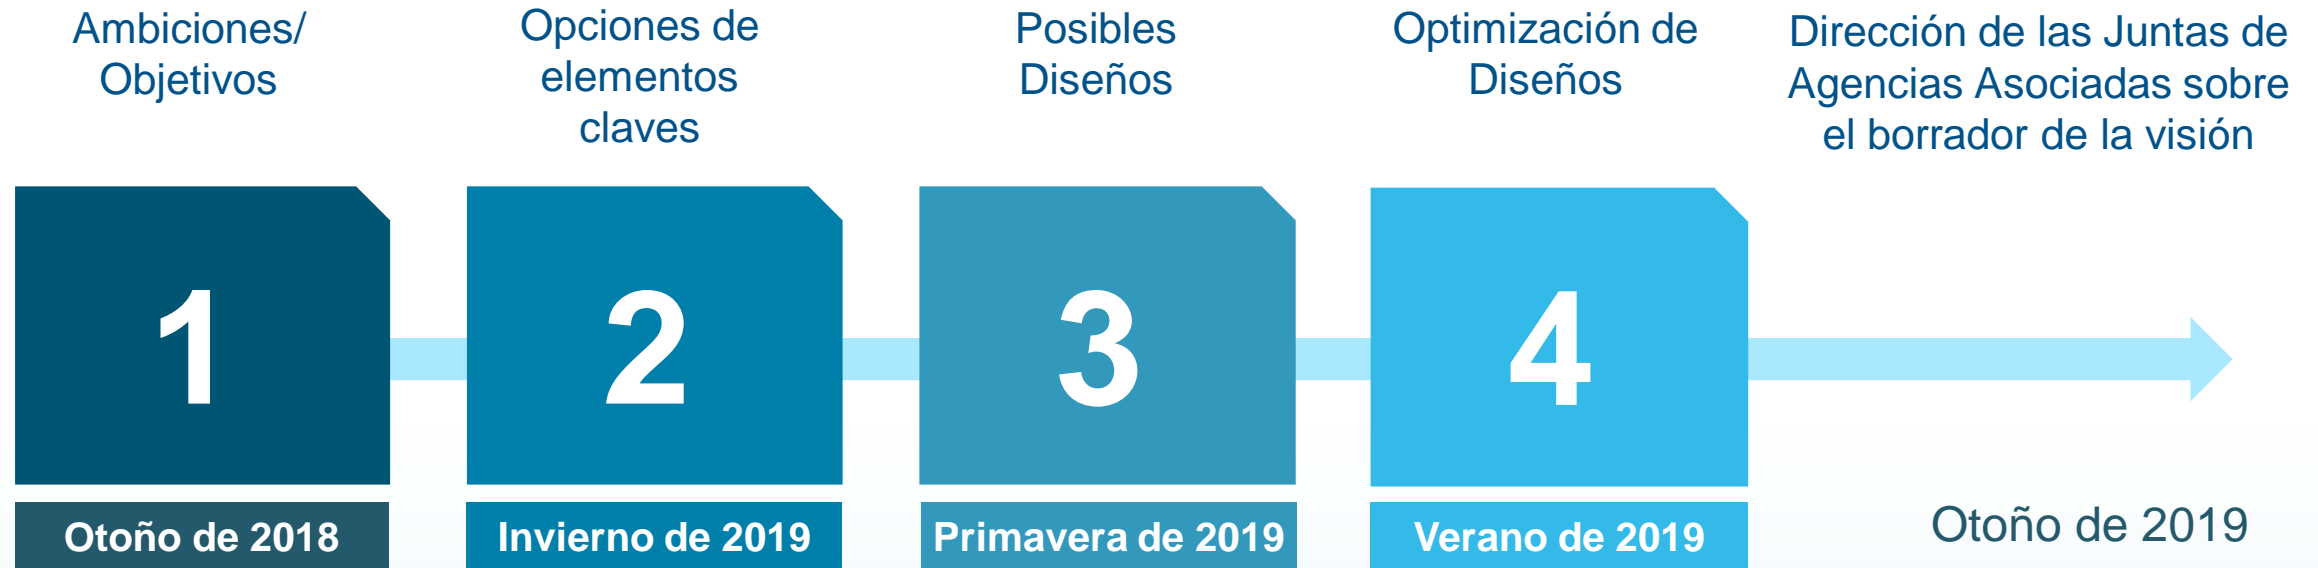 Ambiciones/
Objetivos
Opciones de
elementos
claves
Posibles
Diseños
Optimización de
Diseños
Dirección de las Juntas de
Agencias Asociadas sobre
el borrador de la visión
1
2
3
4
Otoño de 2018
Invierno de 2019
Primavera de 2019
Verano de 2019
Otoño de 2019